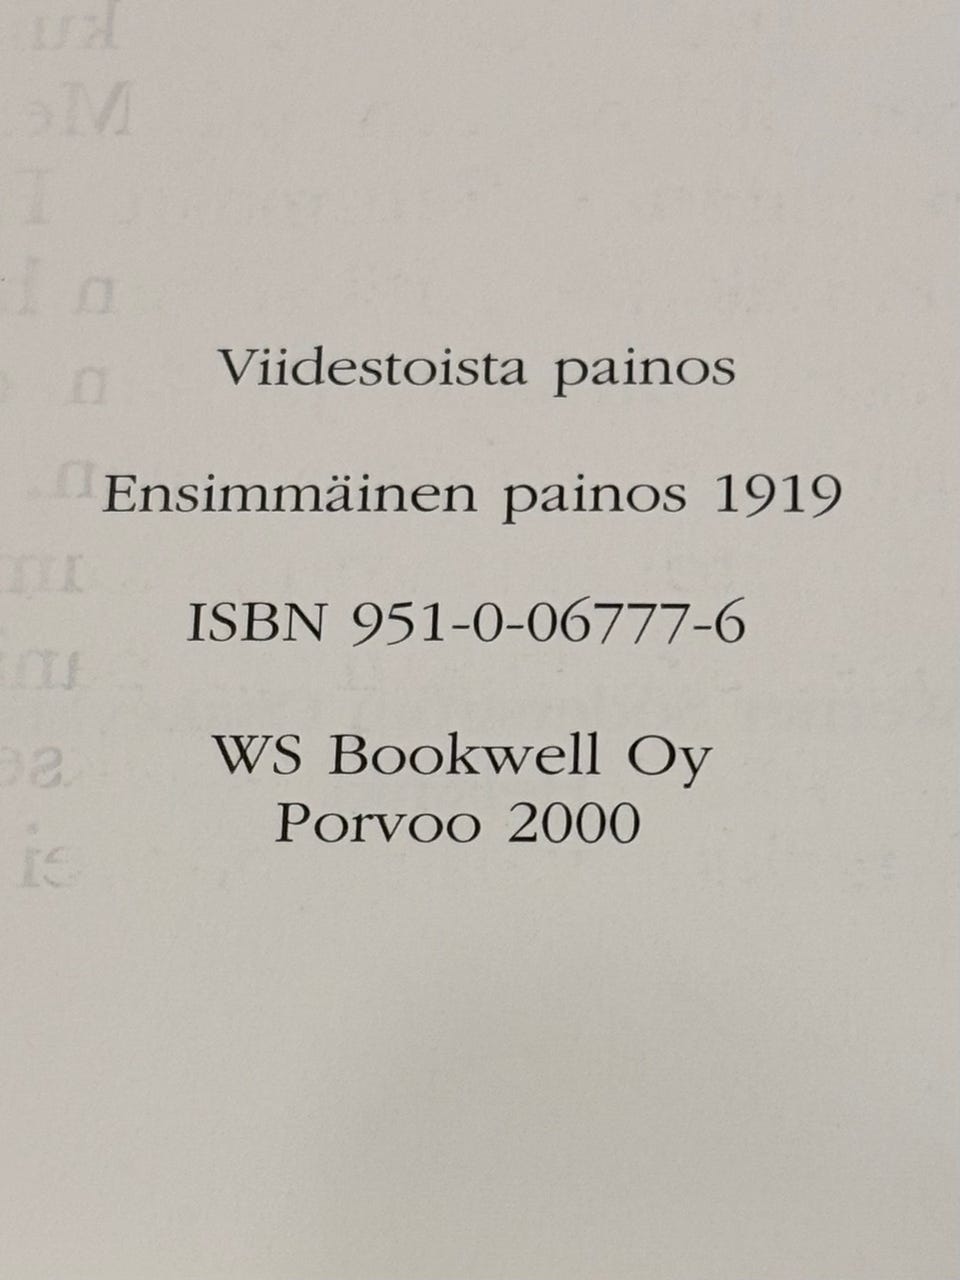 Viidestoista painos
Ensimmäinen painos 1919
ISBN 951-0-06777-6
WS Bookwell Oy
Porvoo 2000